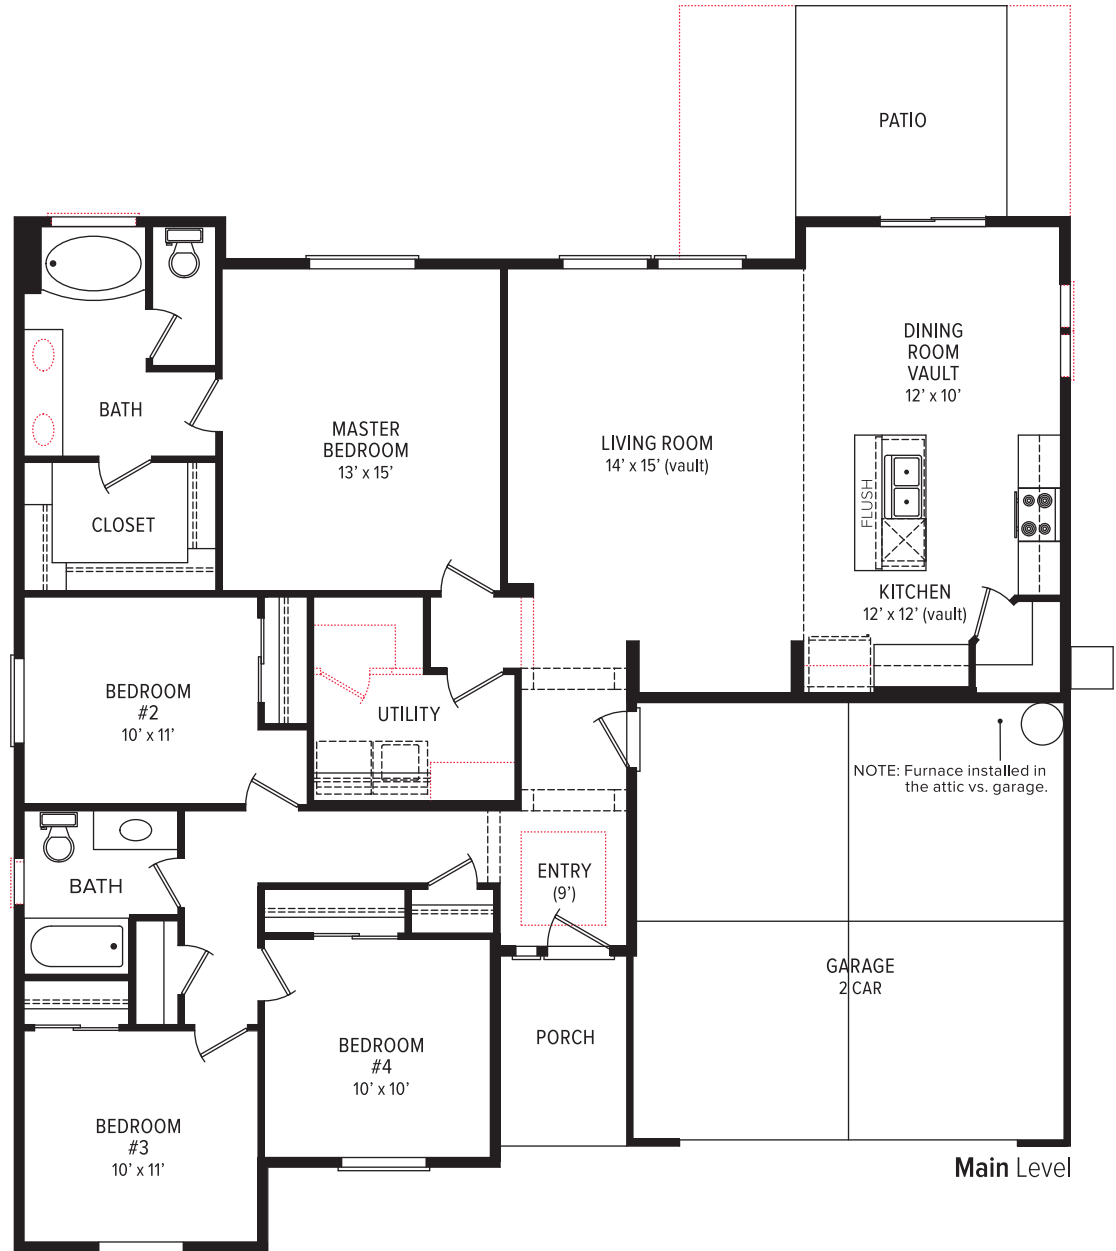 PATIO
DINING
ROOM
VAULT
12’ x 10’
BATH
MASTER
BEDROOM
13’ x 15’
LIVING ROOM
14’ x 15’ (vault)
FLUSH
CLOSET
KITCHEN
12’ x 12’ (vault)
BEDROOM
#2
10’ x 11’
UTILITY
NOTE: Furnace installed in
the attic vs. garage.
BATH
ENTRY
(9’)
GARAGE
2 CAR
PORCH
BEDROOM
#4
10’ x 10’
BEDROOM
#3
10’ x 11’
Main Level